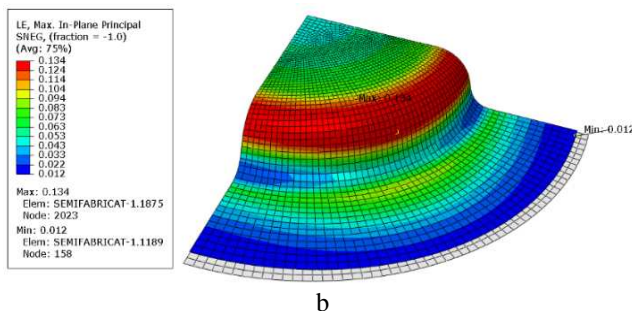 LE, Max. In-Plane Principal
SNEG, (fraction = -1.0)
(Avg: 75%)
0.134
0.124
0.114
0.104
0.094
0.083
0.073
0.063
0.053
0.043
0.033
0.022
0.012
Max: 0.134
Elem: SEMIFABRICAT-1.1875
Node: 2023
Min: 0.012
Elem: SEMIFABRICAT-1.1189
Node: 158
Max: 0.134
Min: 0.012
b